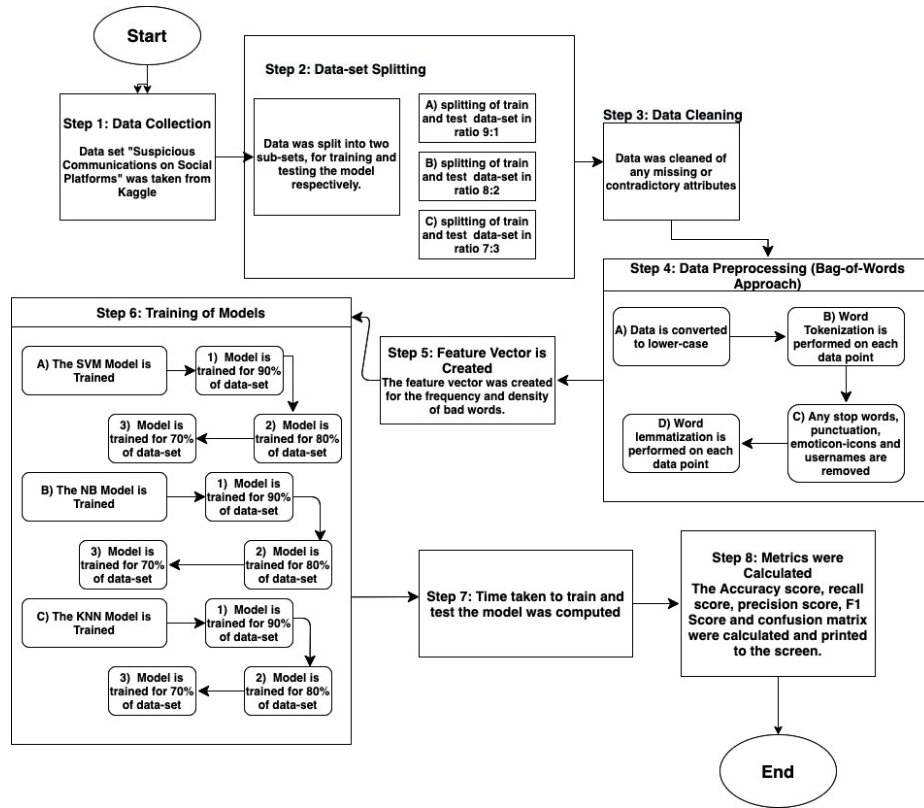 Start
Step 1: Data Collection
Data set "Suspicious
Communications on Social
Platforms" was taken from
Kaggle
Step 2: Data-set Splitting
Data was split into two
sub-sets, for training and
testing the model
respectively.
A) splitting of train
and test data-set in
ratio 9:1
B) splitting of train
and test data-set in
ratio 8:2
C) splitting of train
and test data-set in
ratio 7:3
Step 3: Data Cleaning
Data was cleaned of
any missing or
contradictory attributes
Step 4: Data Preprocessing (Bag-of-Words
Approach)
A) Data is converted
to lower-case
B) Word
Tokenization is
performed on each
data point
C) Any stop words,
punctuation,
emoticon-icons and
usernames are
removed
D) Word
lemmatization is
performed on each
data point
Step 5: Feature Vector is
Created
The feature vector was created
for the frequency and density
of bad words.
Step 6: Training of Models
A) The SVM Model is
Trained
1) Model is
trained for 90%
of data-set
2) Model is
trained for 80%
of data-set
3) Model is
trained for 70%
of data-set
B) The NB Model is
Trained
1) Model is
trained for 90%
of data-set
2) Model is
trained for 80%
of data-set
3) Model is
trained for 70%
of data-set
C) The KNN Model is
Trained
1) Model is
trained for 90%
of data-set
2) Model is
trained for 80%
of data-set
3) Model is
trained for 70%
of data-set
Step 7: Time taken to train and
test the model was computed
Step 8: Metrics were
Calculated
The Accuracy score, recall
score, precision score, F1
Score and confusion matrix
were calculated and printed
to the screen.
End